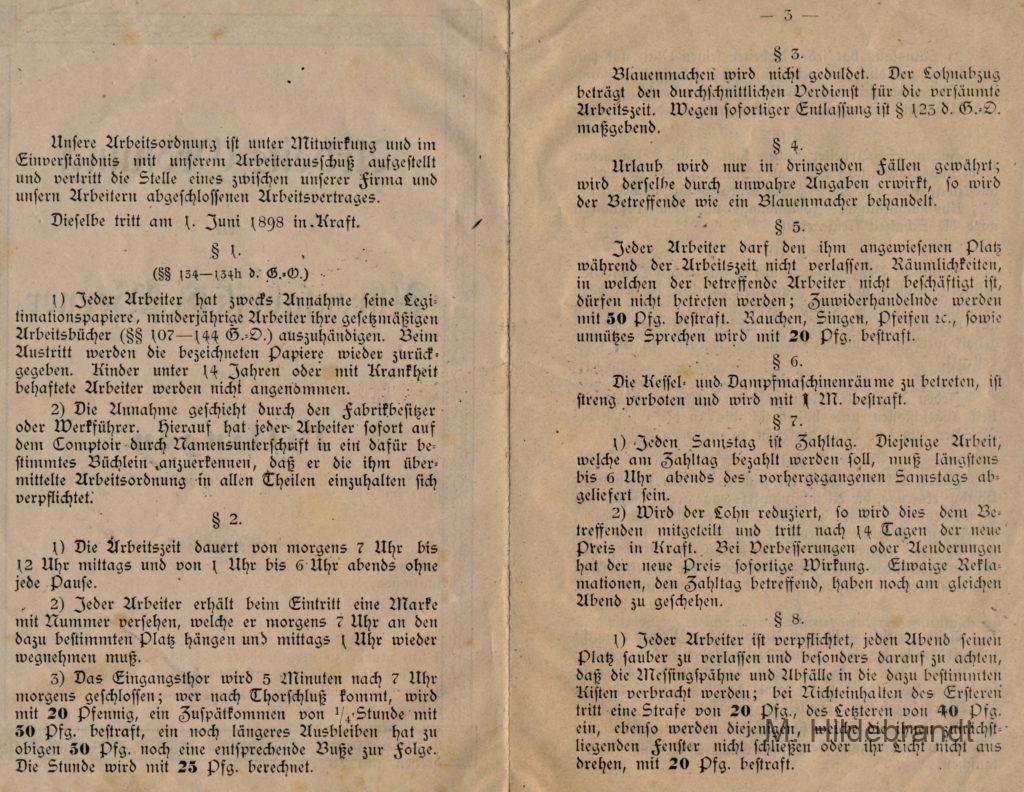 Unsere Arbeitsordnung ist unter Mitwirkung und im
Einverständnis mit unserem Arbeiterausschuß aufgestellt
und vertritt die Stelle eines zwischen unserer Firma und
unsern Arbeitern abgeschlossenen Arbeitsvertrages.
Dieselbe tritt am 1. Juni 1898 in Kraft.
§ 1.
(§§ 134—134h d. G.=O.)
1) Jeder Arbeiter hat zwecks Annahme seine Legi=
timationspapiere, minderjährige Arbeiter ihre gesetzmäßigen
Arbeitsbücher (§§ 107—144 G.=O.) auszuhändigen. Beim
Austritt werden die bezeichneten Papiere wieder zurück=
gegeben. Kinder unter 14 Jahren oder mit Krankheit
behaftete Arbeiter werden nicht angenommen.
2) Die Annahme geschieht durch den Fabrikbesitzer
oder Werkführer. Hierauf hat jeder Arbeiter sofort auf
dem Comptoir durch Namensunterschrift in ein dafür be=
stimmtes Büchlein anzuerkennen, daß er die ihm über=
mittelte Arbeitsordnung in allen Theilen einzuhalten sich
verpflichtet.
§ 2.
1) Die Arbeitszeit dauert von morgens 7 Uhr bis
12 Uhr mittags und von 1 Uhr bis 6 Uhr abends ohne
jede Pause.
2) Jeder Arbeiter erhält beim Eintritt eine Marke
mit Nummer versehen, welche er morgens 7 Uhr an den
dazu bestimmten Platz hängen und mittags 1 Uhr wieder
wegnehmen muß.
3) Das Eingangsthor wird 5 Minuten nach 7 Uhr
morgens geschlossen; wer nach Thorschluß kommt, wird
mit 20 Pfennig, ein Zuspätkommen von 1/4 Stunde mit
50 Pfg. bestraft, ein noch längeres Ausbleiben hat zu
obigen 50 Pfg. noch eine entsprechende Buße zur Folge.
Die Stunde wird mit 25 Pfg. berechnet.
— 3 —
§ 3.
Blauenmachen wird nicht geduldet. Der Lohnabzug
beträgt den durchschnittlichen Verdienst für die versäumte
Arbeitszeit. Wegen sofortiger Entlassung ist § 123 d. G.=O.
maßgebend.
§ 4.
Urlaub wird nur in dringenden Fällen gewährt;
wird derselbe durch unwahre Angaben erwirkt, so wird
der Betreffende wie ein Blauenmacher behandelt.
§ 5.
Jeder Arbeiter darf den ihm angewiesenen Platz
während der Arbeitszeit nicht verlassen. Räumlichkeiten,
in welchen der betreffende Arbeiter nicht beschäftigt ist,
dürfen nicht betreten werden; Zuwiderhandelnde werden
mit 50 Pfg. bestraft. Rauchen, Singen, Pfeifen ꝛc., sowie
unnützes Sprechen wird mit 20 Pfg. bestraft.
§ 6.
Die Kessel= und Dampfmaschinenräume zu betreten, ist
streng verboten und wird mit 1 M. bestraft.
§ 7.
1) Jeden Samstag ist Zahltag. Diejenige Arbeit,
welche am Zahltag bezahlt werden soll, muß längstens
bis 6 Uhr abends des vorhergegangenen Samstags ab=
geliefert sein.
2) Wird der Lohn reduziert, so wird dies dem Be=
treffenden mitgeteilt und tritt nach 14 Tagen der neue
Preis in Kraft. Bei Verbesserungen oder Aenderungen
hat der neue Preis sofortige Wirkung. Etwaige Rekla=
mationen, den Zahltag betreffend, haben noch am gleichen
Abend zu geschehen.
§ 8.
1) Jeder Arbeiter ist verpflichtet, jeden Abend seinen
Platz sauber zu verlassen und besonders darauf zu achten,
daß die Messingspähne und Abfälle in die dazu bestimmten
Kisten verbracht werden; bei Nichteinhalten des Ersteren
tritt eine Strafe von 20 Pfg., des Letzteren von 40 Pfg.
ein, ebenso werden diejenigen, welche die ihnen nächst=
liegenden Fenster nicht schließen oder ihr Licht nicht aus
drehen, mit 20 Pfg. bestraft.
M. Hildebrandt